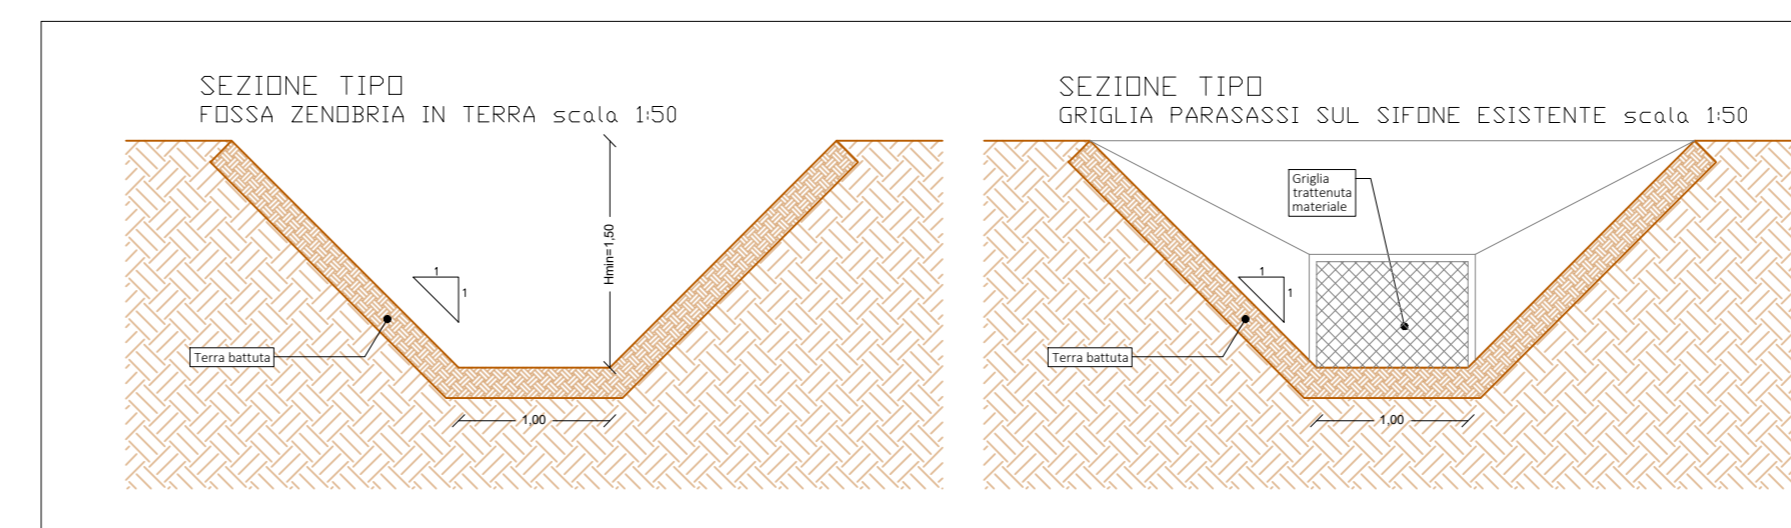 SEZIONE TIPO
FOSSA ZENOBRIA IN TERRA scala 1:50
Hmin=1,50
1
1
Terra battuta
1,00
SEZIONE TIPO
GRIGLIA PARASASSI SUL SIFONE ESISTENTE scala 1:50
Griglia
trattenuta
materiale
1
1
Terra battuta
1,00